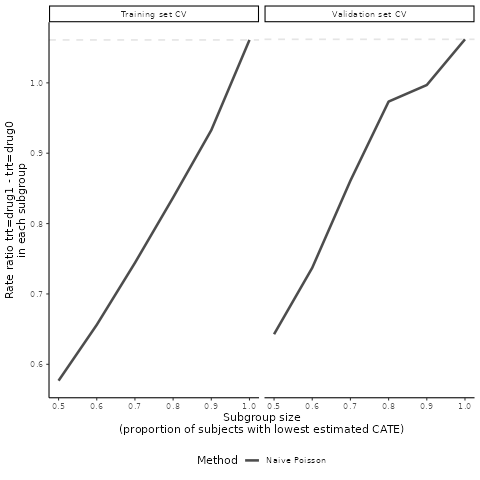 Training set CV
Validation set CV
Rate ratio trt=drug1 - trt=drug0
in each subgroup
1.0
0.9
0.8
0.7
0.6
0.5 0.6 0.7 0.8 0.9 1.0
0.5 0.6 0.7 0.8 0.9 1.0
Subgroup size
(proportion of subjects with lowest estimated CATE)
Method Naive Poisson